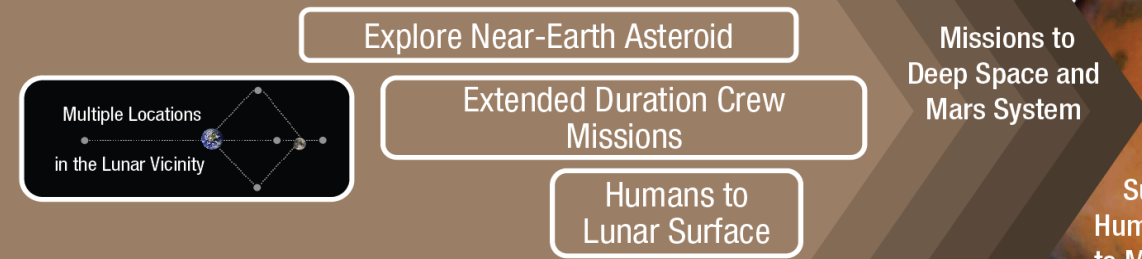 Explore Near-Earth Asteroid
Multiple Locations
in the Lunar Vicinity
Extended Duration Crew
Missions
Humans to
Lunar Surface
Missions to
Deep Space and
Mars System